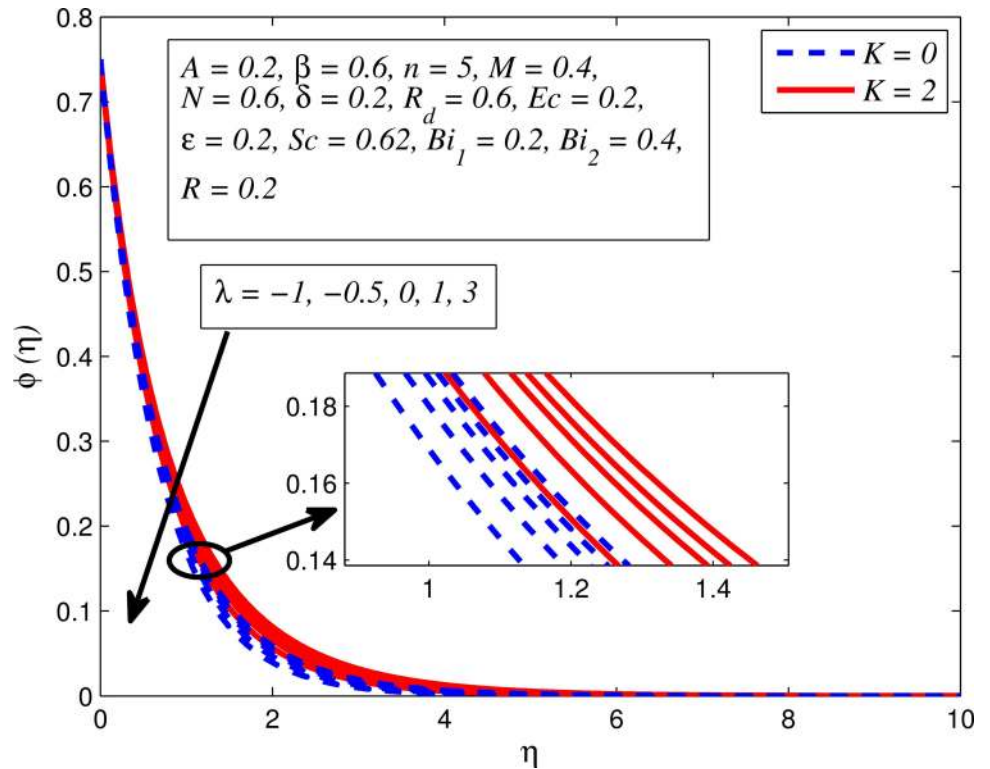 0.8
0.7
0.6
0.5
0.4
0.3
0.2
0.1
0
ϕ (η)
A = 0.2, β = 0.6, n = 5, M = 0.4,
N = 0.6, δ = 0.2, R_d = 0.6, Ec = 0.2,
ε = 0.2, Sc = 0.62, Bi_1 = 0.2, Bi_2 = 0.4,
R = 0.2
K = 0
K = 2
λ = −1, −0.5, 0, 1, 3
0.18
0.16
0.14
1 1.2 1.4
0 2 4 6 8 10
η